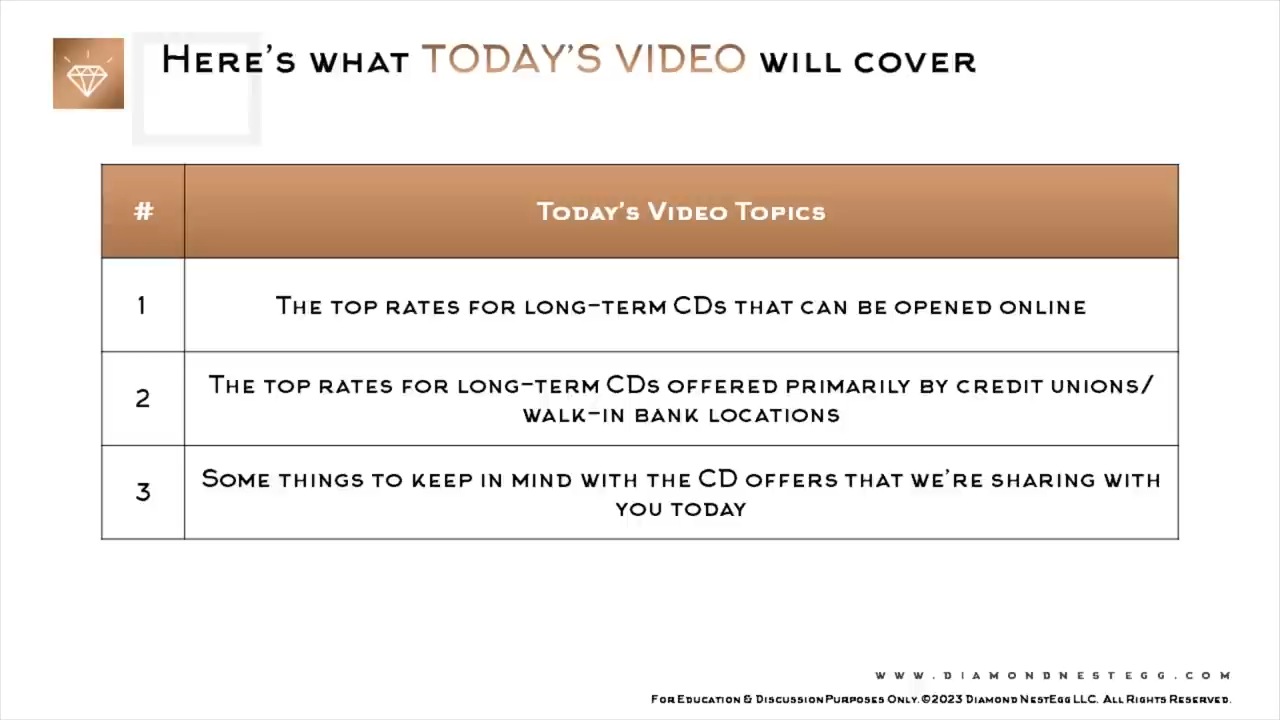 Here's what TODAY'S VIDEO will cover
#
Today's Video Topics
1
The top rates for long-term CDs that can be opened online
2
The top rates for long-term CDs offered primarily by credit unions/
walk-in bank locations
3
Some things to keep in mind with the CD offers that we're sharing with
you today
WWW.DIAMONDNESTEGG.COM
For Education & Discussion Purposes Only. ©2023 Diamond NestEgg LLC. All Rights Reserved.